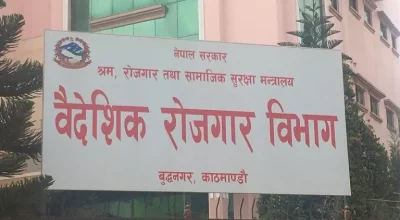 नेपाल सरकार
श्रम, रोजगार तथा सामाजिक सुरक्षा मन्त्रालय
वैदेशिक रोजगार विभाग
बुद्धनगर, काठमाण्डौ